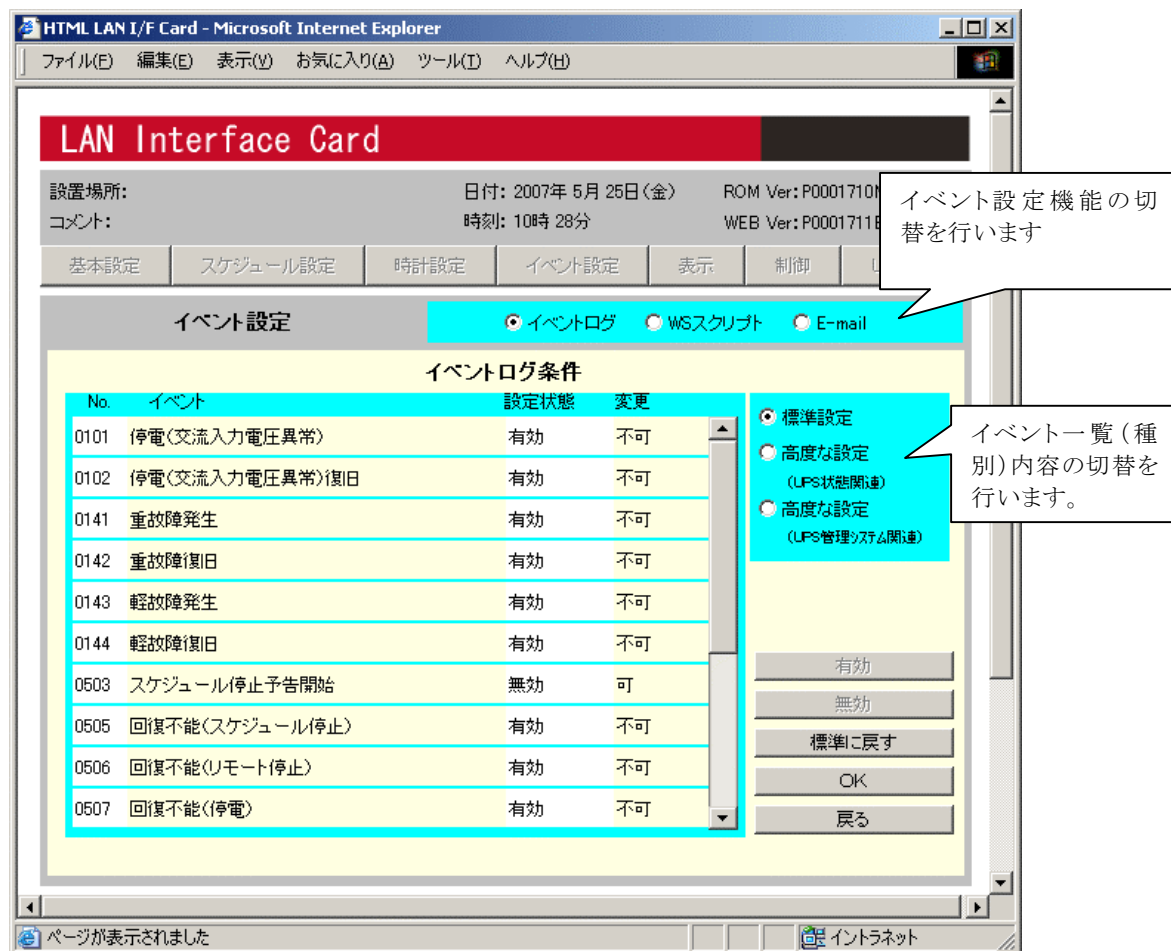 HTML LAN I/F Card - Microsoft Internet Explorer
ファイル(F) 編集(E) 表示(V) お気に入り(A) ツール(T) ヘルプ(H)
LAN Interface Card
設置場所: 日付: 2007年 5月 25日(金) ROM Ver: P0001710
コメント: 時刻: 10時 28分 WEB Ver: P0001711
イベント設定機能の切
替を行います
基本設定 スケジュール設定 時計設定 イベント設定 表示 制御
イベント設定 イベントログ WSスクリプト E-mail
イベントログ条件
No. イベント 設定状態 変更
0101 停電(交流入力電圧異常) 有効 不可
0102 停電(交流入力電圧異常)復旧 有効 不可
0141 重故障発生 有効 不可
0142 重故障復旧 有効 不可
0143 軽故障発生 有効 不可
0144 軽故障復旧 有効 不可
0503 スケジュール停止予告開始 無効 可
0505 回復不能(スケジュール停止) 有効 不可
0506 回復不能(リモート停止) 有効 不可
0507 回復不能(停電) 有効 不可
標準設定
高度な設定
(UPS状態関連)
高度な設定
(UPS管理システム関連)
イベント一覧(種
別)内容の切替を
行います。
有効
無効
標準に戻す
OK
戻る
ページが表示されました イントラネット